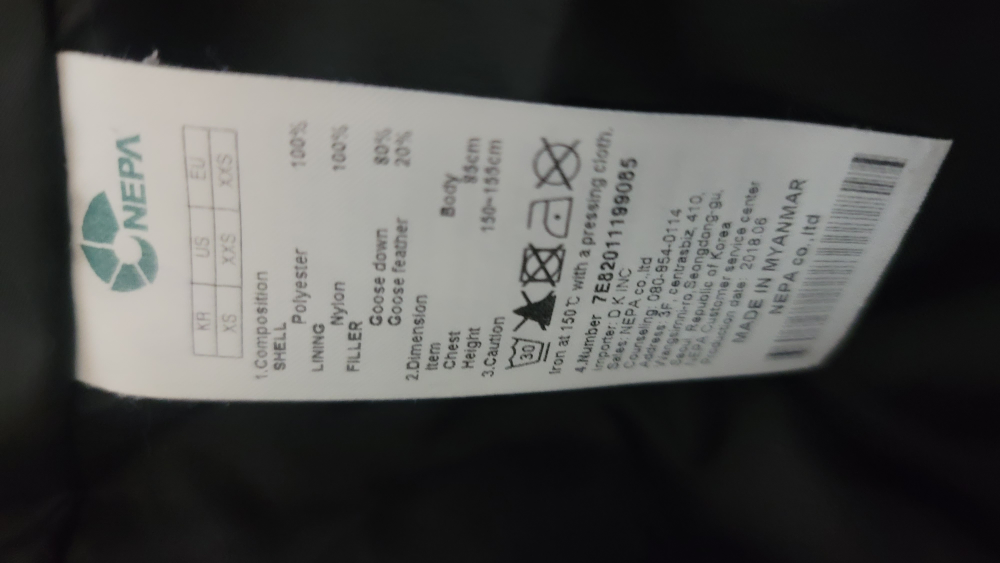 NEPA
KR US EU
XS XXS XXS
1.Composition
SHELL
Polyester 100%
LINING
Nylon 100%
FILLER
Goose down 80%
Goose feather 20%
2.Dimension
Item Body
Chest 85cm
Height 150~155cm
3.Caution
30
Iron at 150℃ with a pressing cloth.
4.Number 7E82011199085
Importer: D K INC
Sales: NEPA co.,ltd
Counseling: 080-954-0114
Address: 3F, centrasbiz, 410,
Wangsimni-ro, Seongdong-gu,
Seoul, Republic of Korea
NEPA Customer service center
Production date 2018.06
MADE IN MYANMAR
NEPA co.,ltd